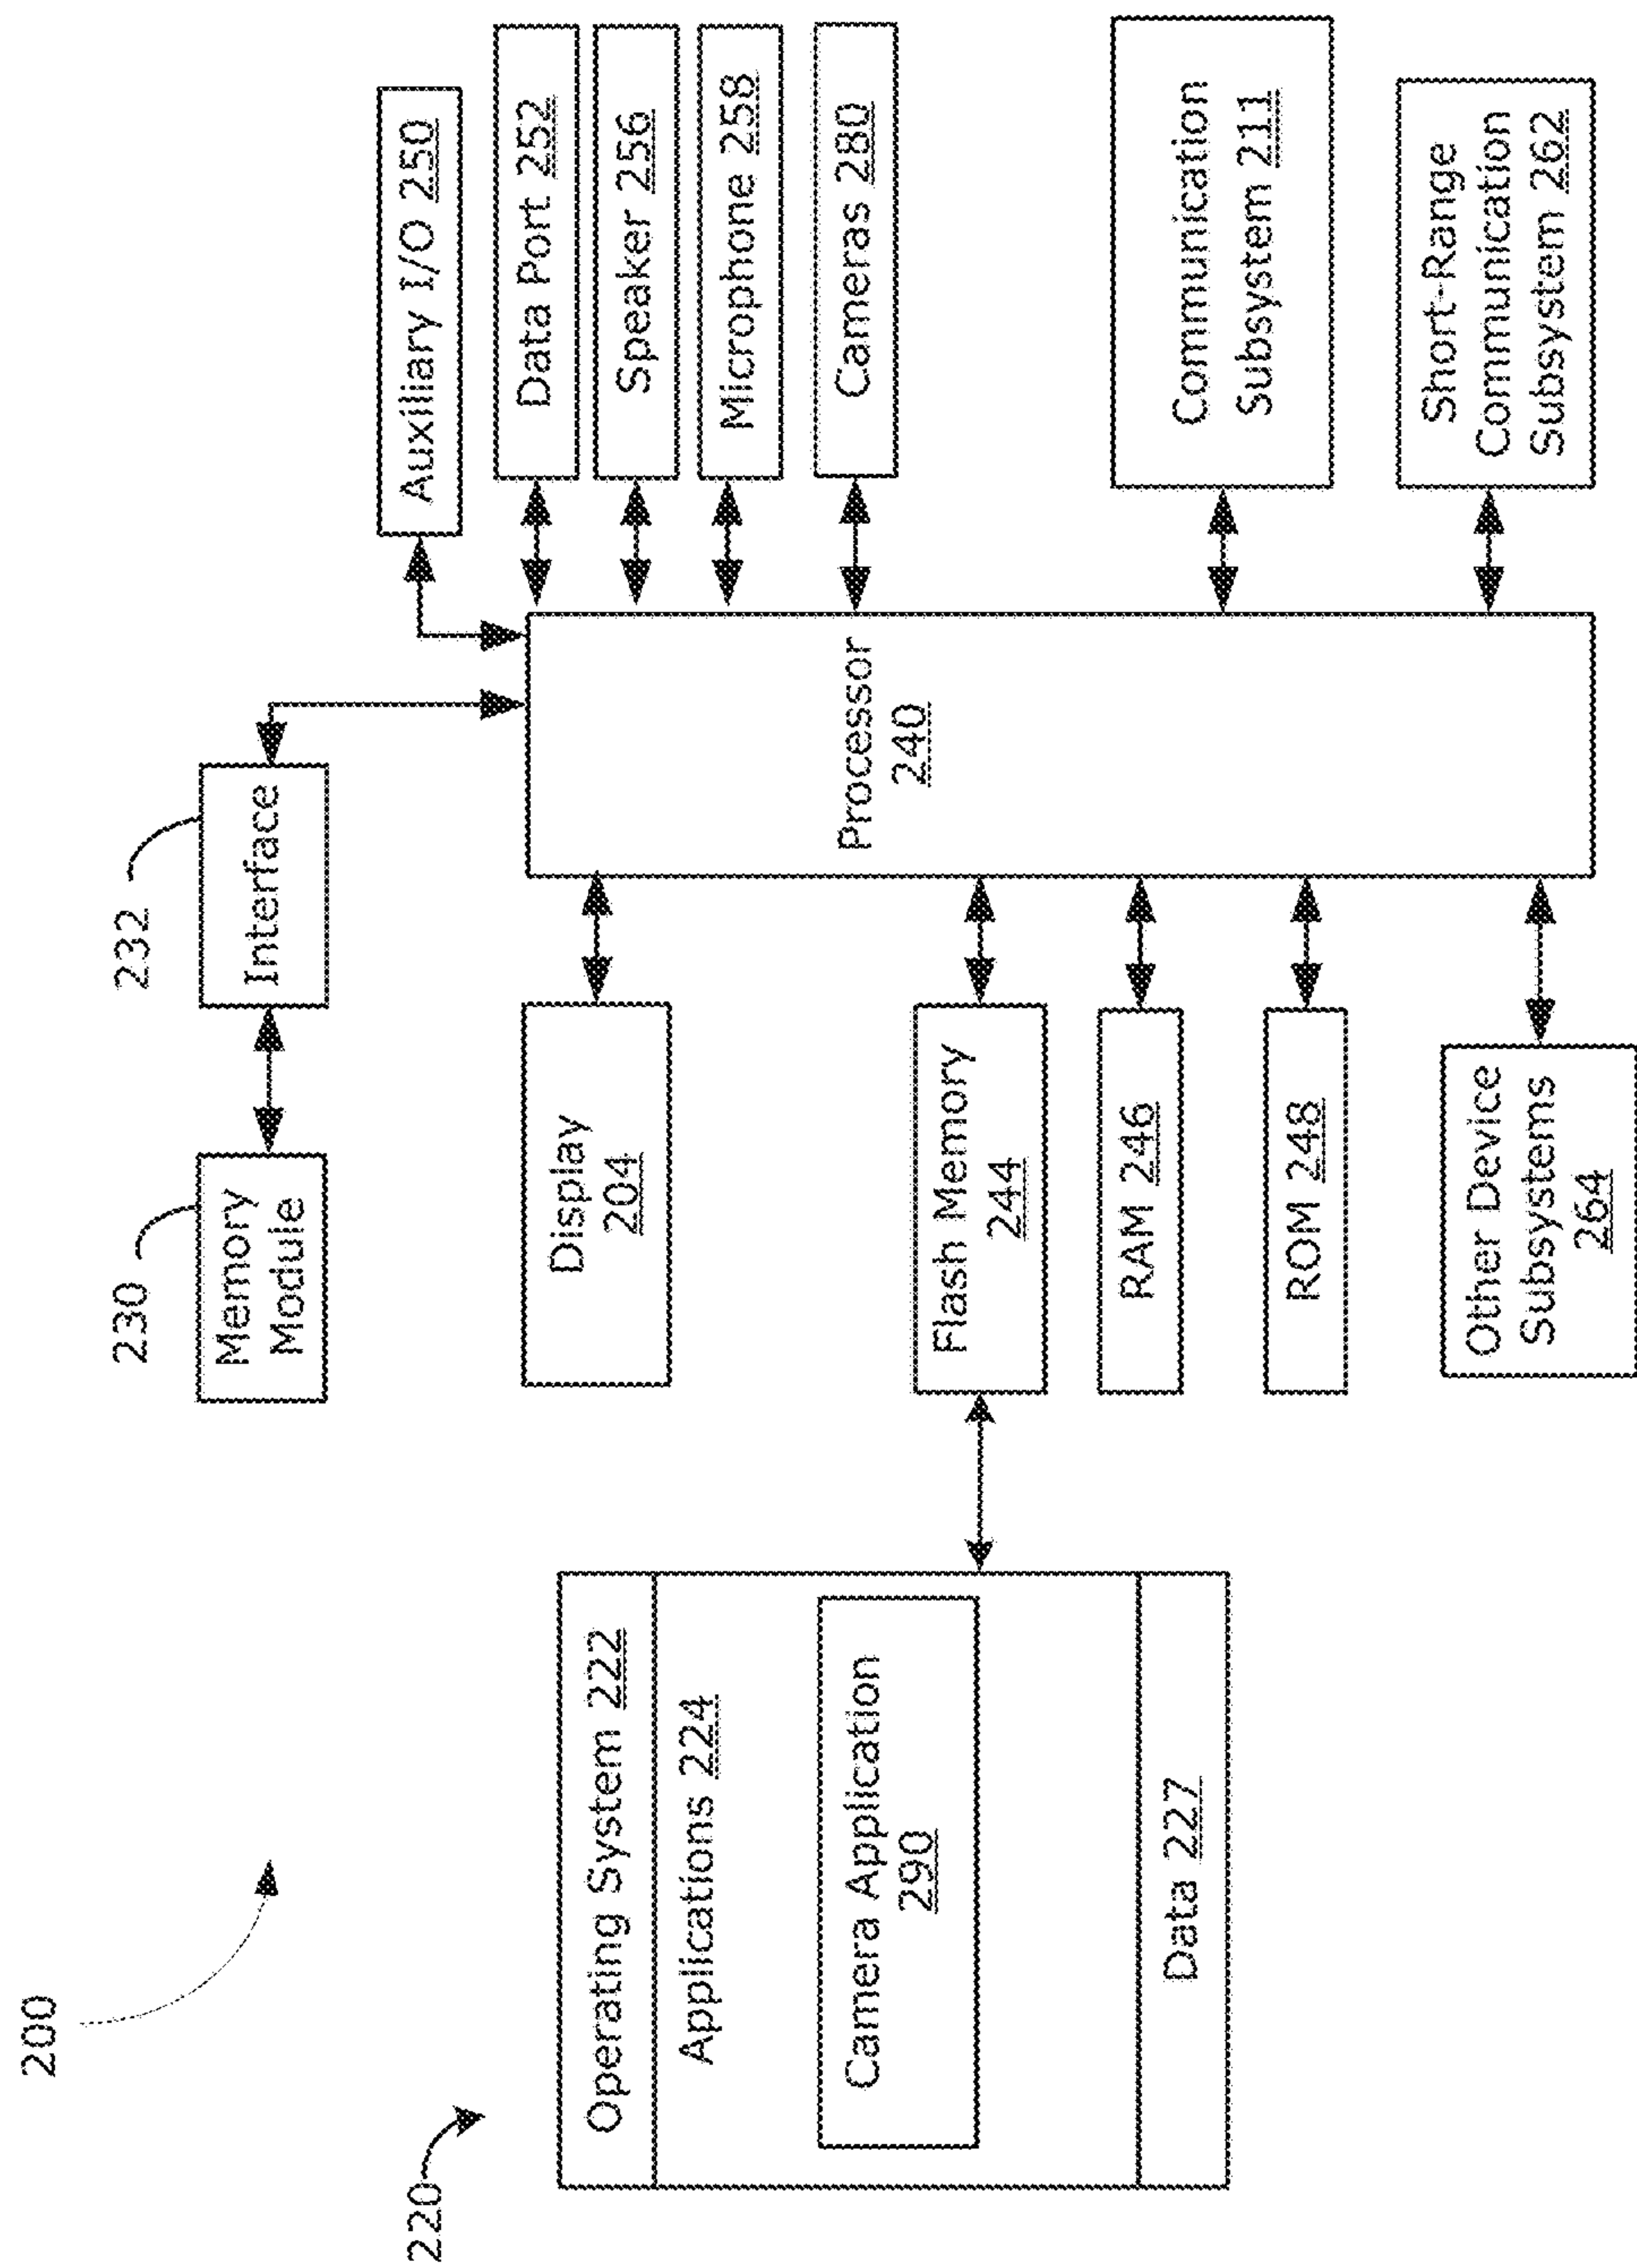 200
220
Operating System 222
Applications 224
Camera Application
290
Data 227
230
Memory
Module
232
Interface
Display
204
Flash Memory
244
RAM 246
ROM 248
Other Device
Subsystems
264
Processor
240
Auxiliary I/O 250
Data Port 252
Speaker 256
Microphone 258
Cameras 280
Communication
Subsystem 211
Short-Range
Communication
Subsystem 262